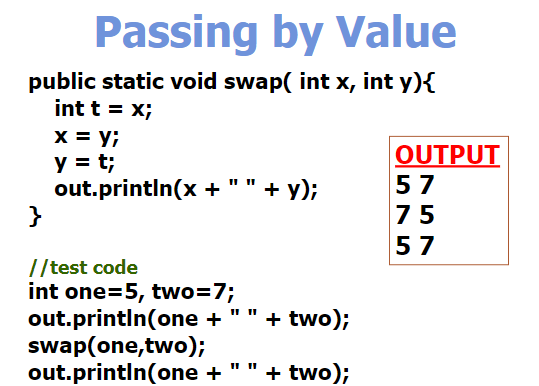 Passing by Value
public static void swap( int x, int y){
int t = x;
x = y;
y = t;
out.println(x + " " + y);
}
OUTPUT
5 7
7 5
5 7
//test code
int one=5, two=7;
out.println(one + " " + two);
swap(one,two);
out.println(one + " " + two);